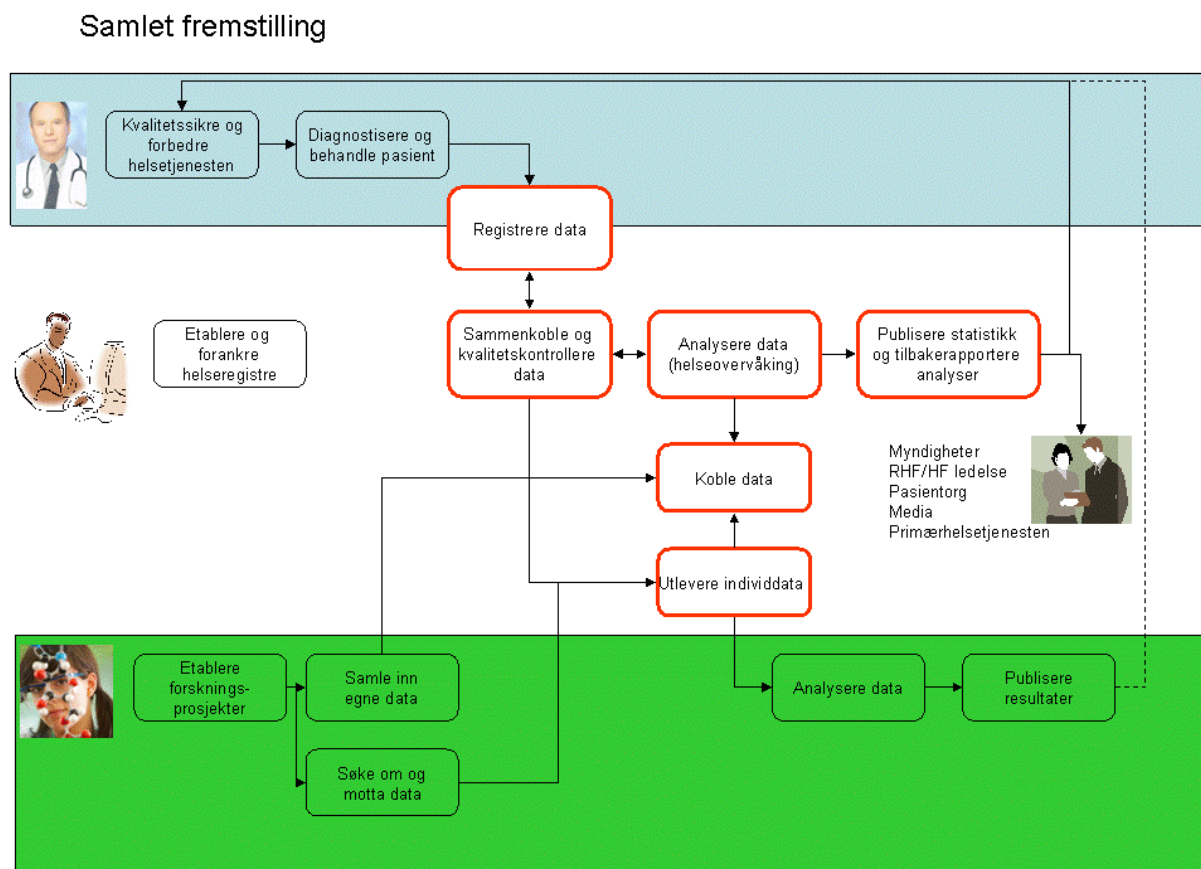 Samlet fremstilling
Kvalitetssikre og
forbedre
helsetjenesten
Diagnostisere og
behandle pasient
Registrere data
Etablere og
forankre
helseregistre
Sammenkoble og
kvalitetskontrollere
data
Analysere data
(helseovervåking)
Publisere statistikk
og tilbakerapportere
analyser
Koble data
Myndigheter
RHF/HF ledelse
Pasientorg
Media
Primærhelsetjenesten
Utlevere individdata
Etablere
forsknings-
prosjekter
Samle inn
egne data
Analysere data
Publisere
resultater
Søke om og
motta data